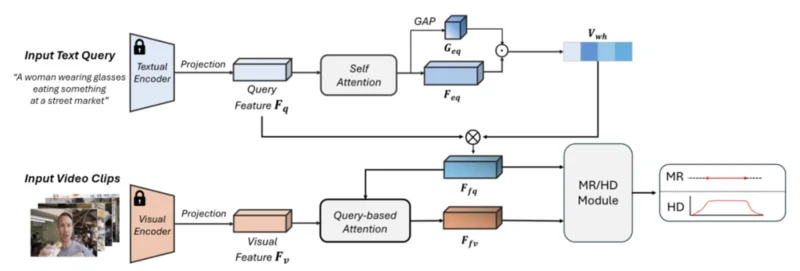 Input Text Query
"A woman wearing glasses
eating something
at a street market"
Textual
Encoder
Projection
Query
Feature F_q
Self
Attention
GAP
G_eq
F_eq
V_wh
Input Video Clips
Visual
Encoder
Projection
Visual
Feature F_v
Query-based
Attention
F_fq
F_fv
MR/HD
Module
MR
HD